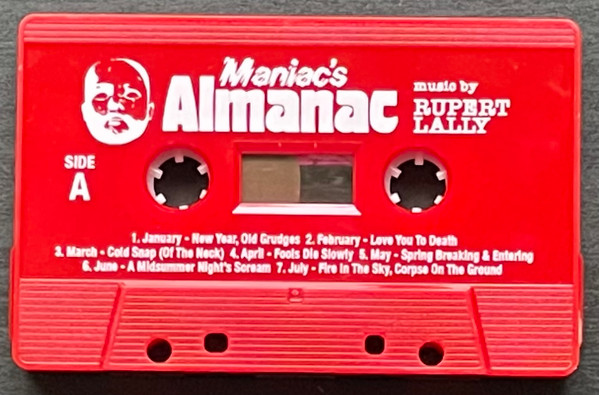 Maniac's
Almanac
music by
RUPERT
LALLY
SIDE
A
1. January - New Year, Old Grudges 2. February - Love You To Death
3. March - Cold Snap (Of The Neck) 4. April - Fools Die Slowly 5. May - Spring Breaking & Entering
6. June - A Midsummer Night's Scream 7. July - Fire In The Sky, Corpse On The Ground